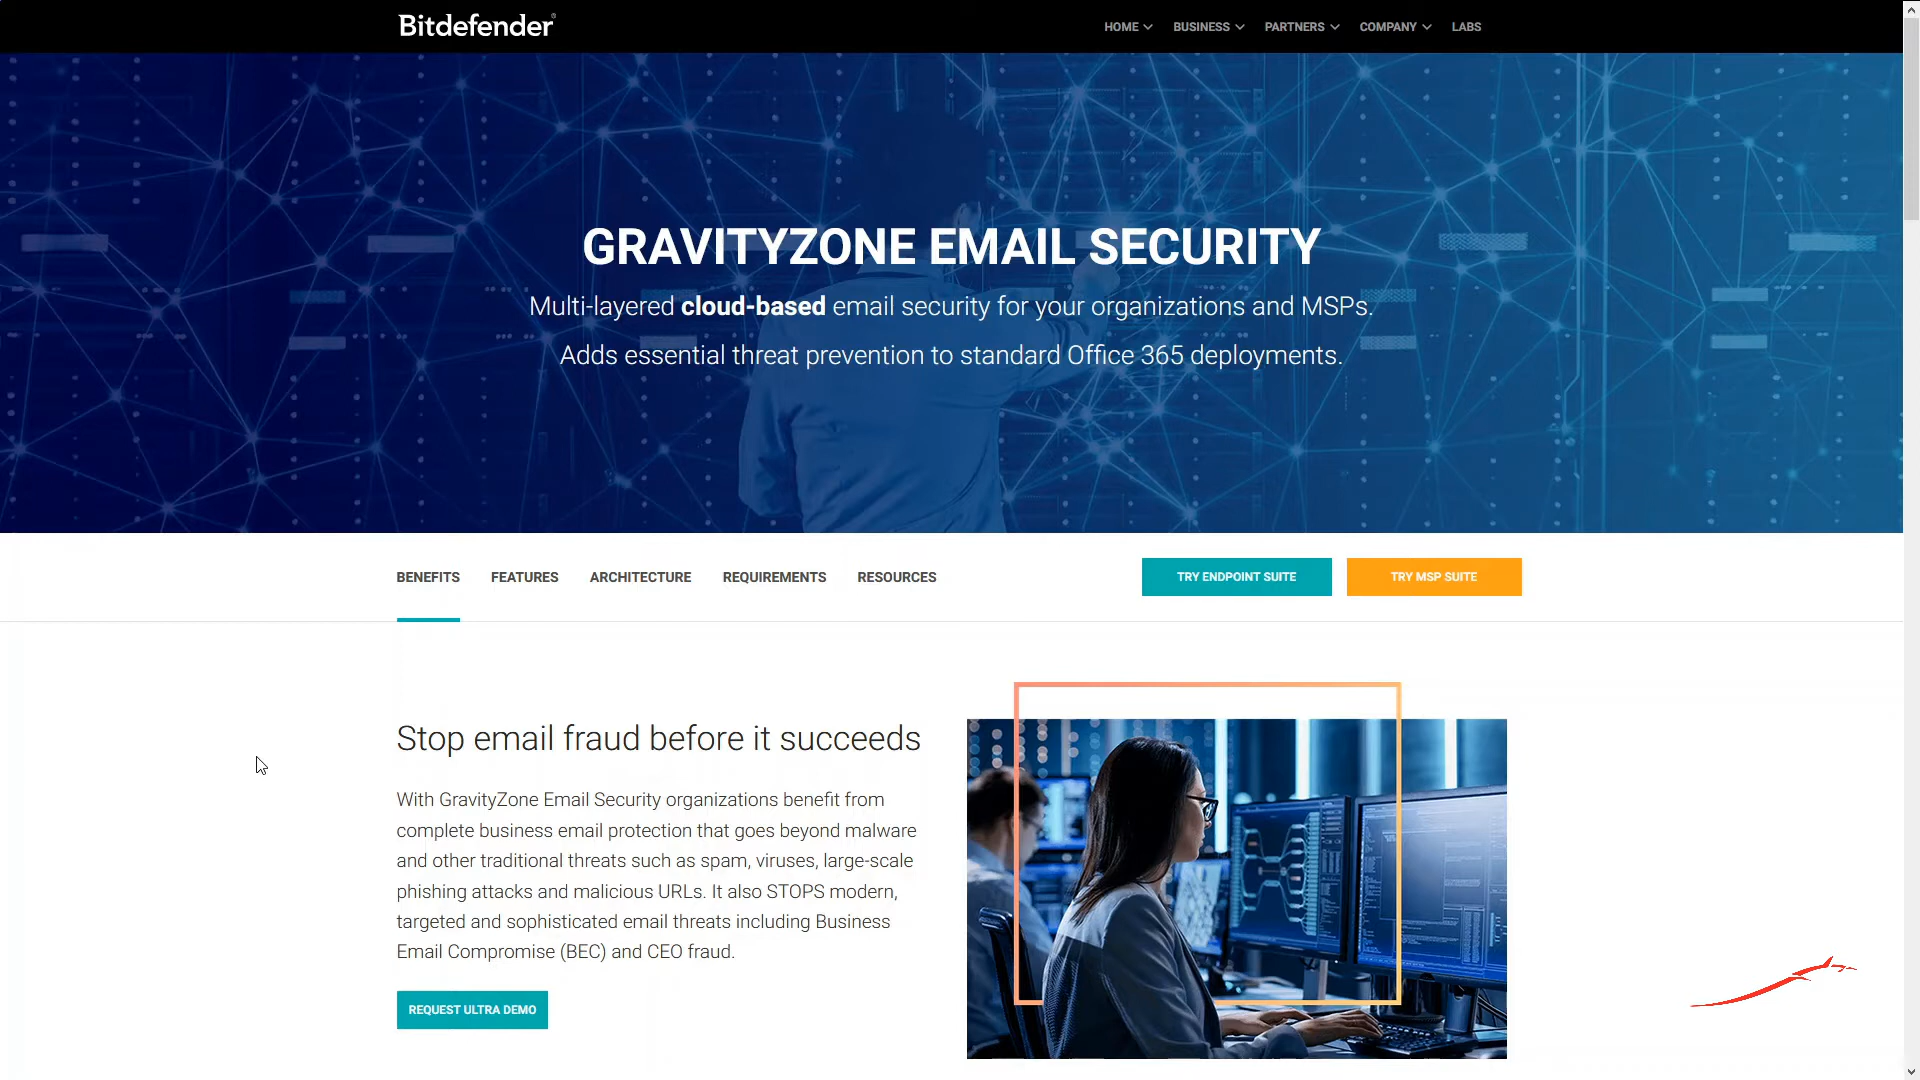 Bitdefender®
HOME BUSINESS PARTNERS COMPANY LABS
GRAVITYZONE EMAIL SECURITY
Multi-layered cloud-based email security for your organizations and MSPs.
Adds essential threat prevention to standard Office 365 deployments.
BENEFITS FEATURES ARCHITECTURE REQUIREMENTS RESOURCES TRY ENDPOINT SUITE TRY MSP SUITE
Stop email fraud before it succeeds
With GravityZone Email Security organizations benefit from
complete business email protection that goes beyond malware
and other traditional threats such as spam, viruses, large-scale
phishing attacks and malicious URLs. It also STOPS modern,
targeted and sophisticated email threats including Business
Email Compromise (BEC) and CEO fraud.
REQUEST ULTRA DEMO